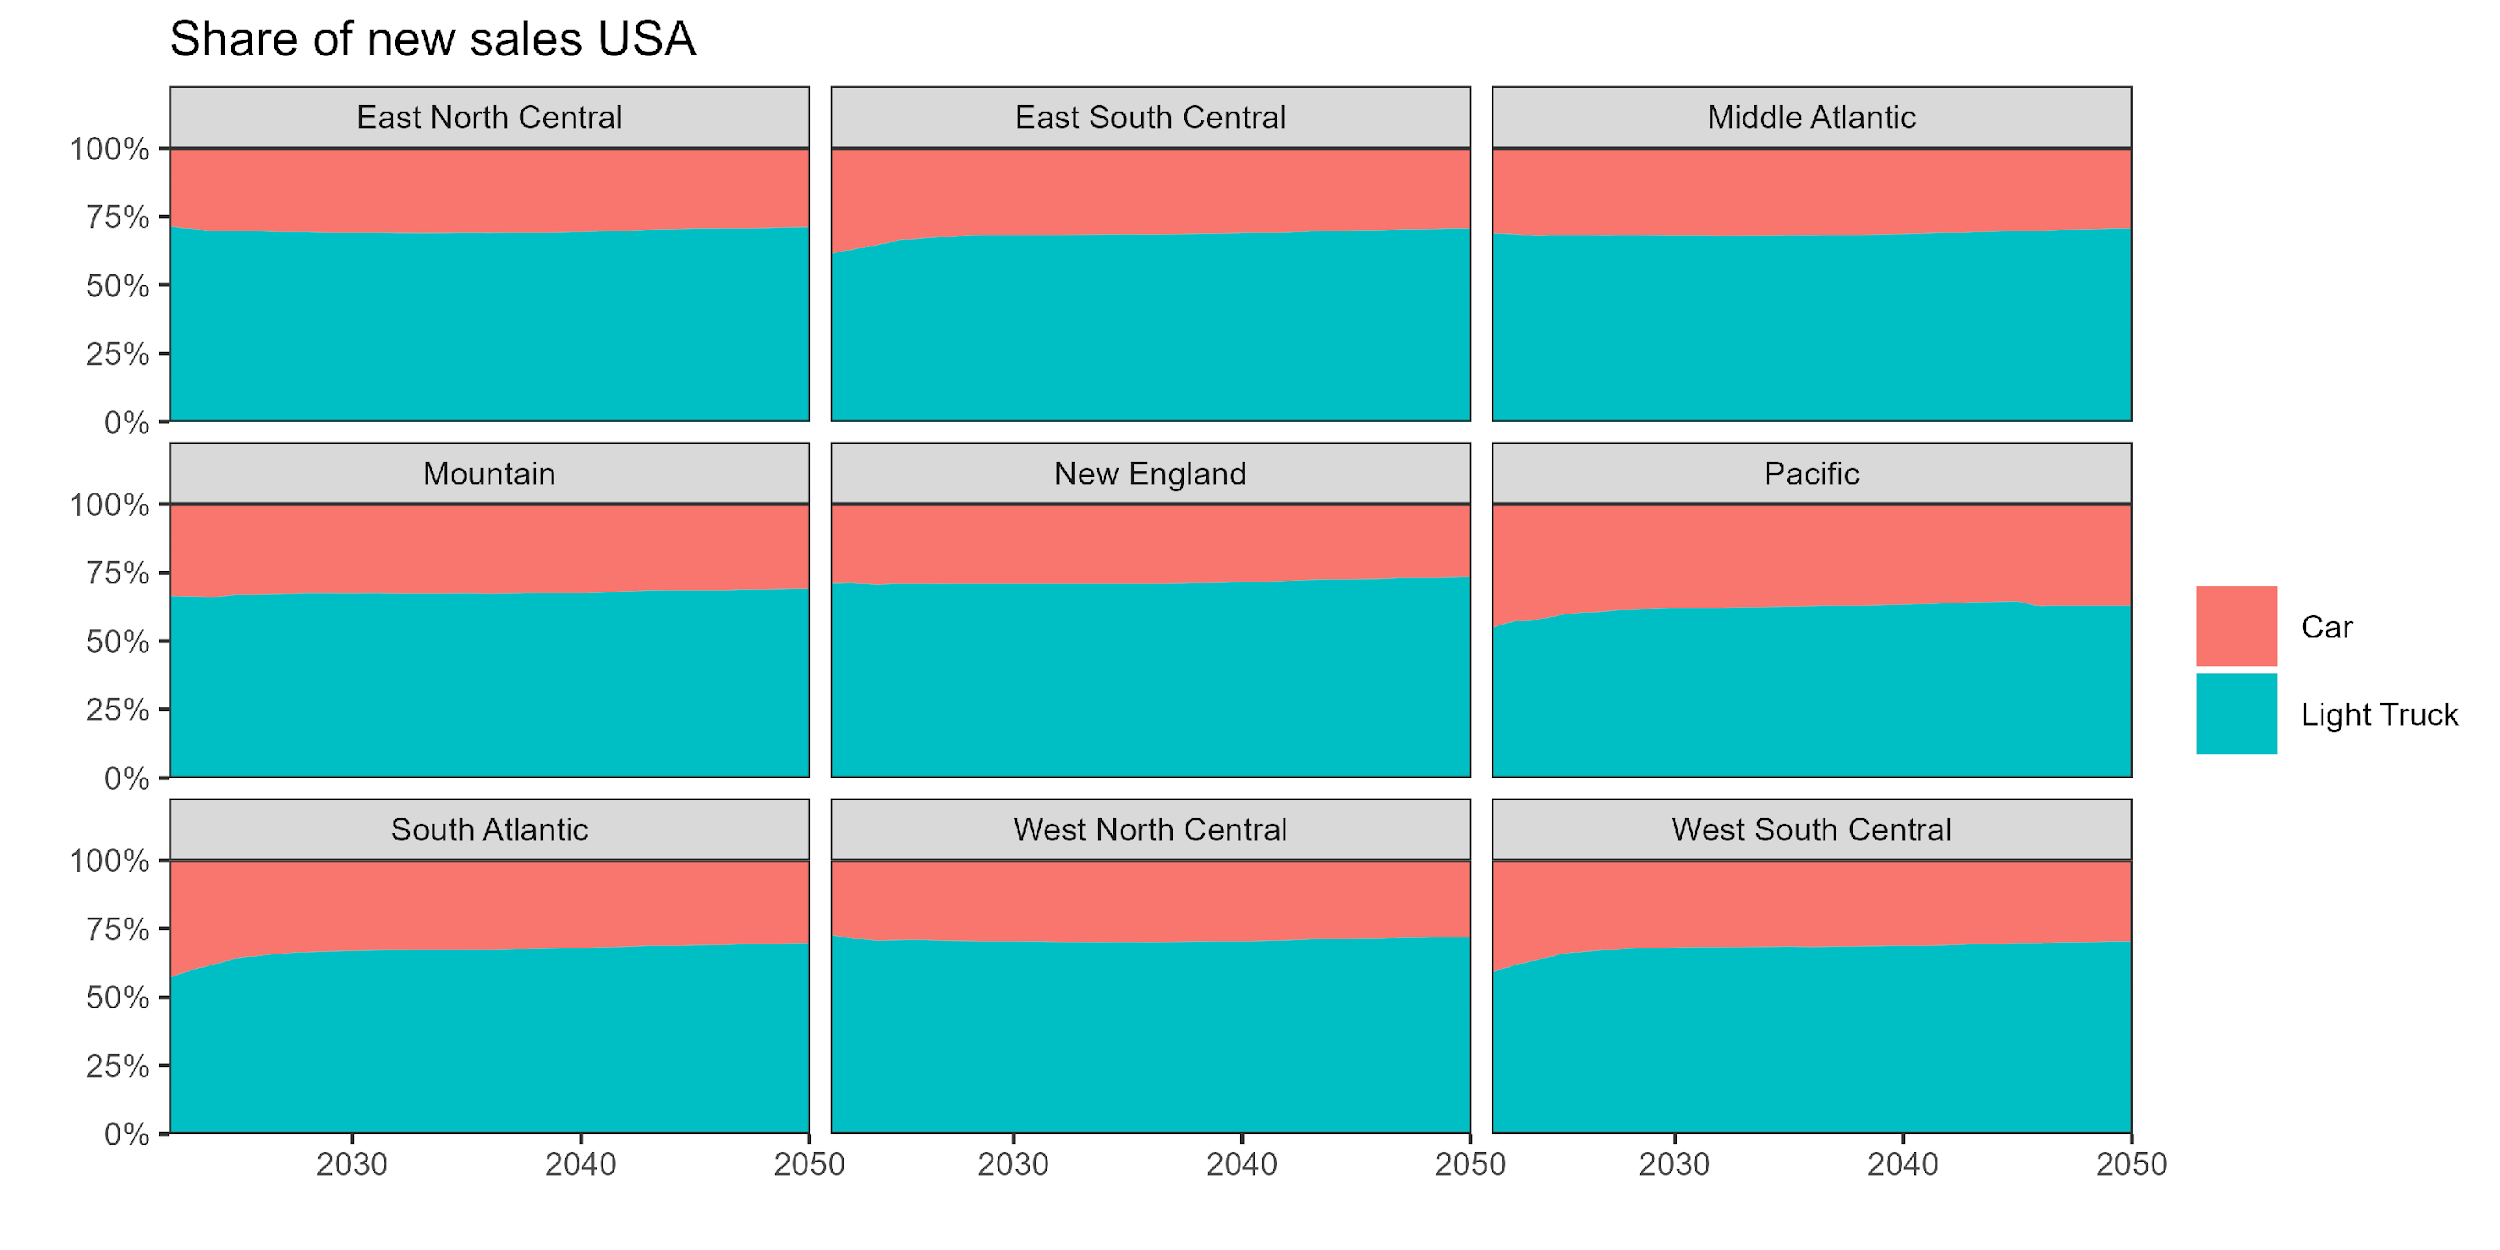 Share of new sales USA
East North Central
East South Central
Middle Atlantic
100%
75%
50%
25%
0%
Mountain
New England
Pacific
100%
75%
50%
25%
0%
Car
Light Truck
South Atlantic
West North Central
West South Central
100%
75%
50%
25%
0%
2030 2040 2050 2030 2040 2050 2030 2040 2050